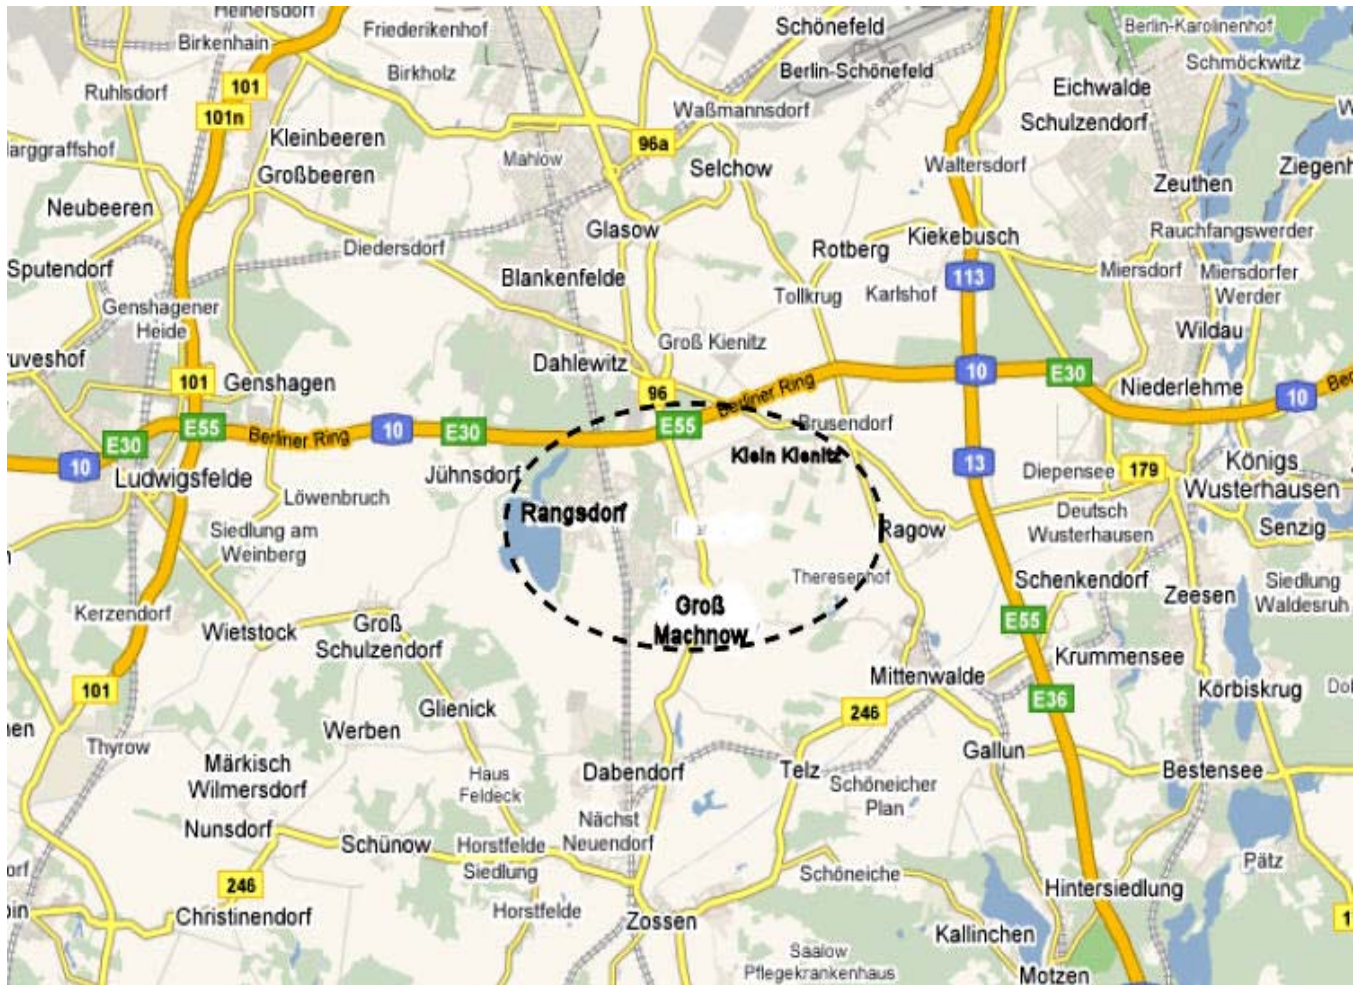 Heinersdorf
Birkenhain
Friederikenhof
Schönefeld
Berlin-Karolinenhof
Birkholz
Berlin-Schönefeld
Schmöckwitz
Ruhlsdorf
101
Eichwalde
101n
Waßmannsdorf
Schulzendorf
Kleinbeeren
96a
Mahlow
Selchow
Waltersdorf
Großbeeren
Zeuthen
Neubeeren
Glasow
Rotberg
Kiekebusch
Rauchfangswerder
Diedersdorf
Sputendorf
Blankenfelde
113
Miersdorf
Miersdorfer
Werder
Tollkrug
Karlshof
Genshagener
Heide
Wildau
Groß Kienitz
Dahlewitz
101
Genshagen
96
Berliner Ring
10
E30
Niederlehme
10
E55
E30
Berliner Ring
10
E30
E55
Brusendorf
Klein Kienitz
10
Ludwigsfelde
Jühnsdorf
13
Diepensee
179
Königs
Wusterhausen
Löwenbruch
Rangsdorf
Deutsch
Wusterhausen
Siedlung am
Weinberg
Ragow
Senzig
Theresenhof
Schenkendorf
Siedlung
Waldesruh
Zeesen
Kerzendorf
Groß
Machnow
E55
Wietstock
Groß
Schulzendorf
Krummensee
Mittenwalde
101
E36
Körbiskrug
Glienick
246
Werben
Thyrow
Gallun
Märkisch
Wilmersdorf
Haus
Feldeck
Dabendorf
Telz
Schöneicher
Plan
Bestensee
Nunsdorf
Nächst
Neuendorf
Schünow
Horstfelde
Siedlung
Pätz
246
Schöneiche
Hintersiedlung
Christinendorf
Horstfelde
Zossen
Kallinchen
Saalow
Pflegekrankenhaus
Motzen